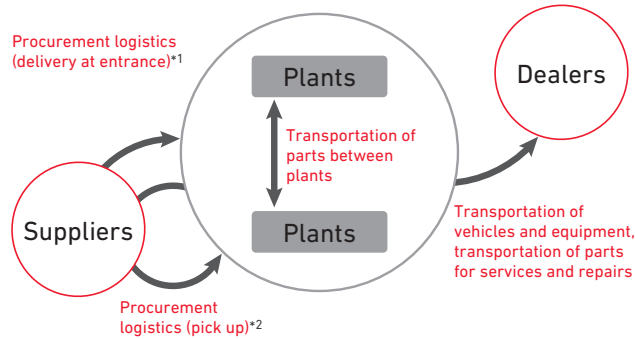 Procurement logistics
(delivery at entrance)*1
Plants
Dealers
Transportation of
parts between
plants
Suppliers
Plants
Transportation of
vehicles and equipment,
transportation of parts
for services and repairs
Procurement
logistics (pick up)*2